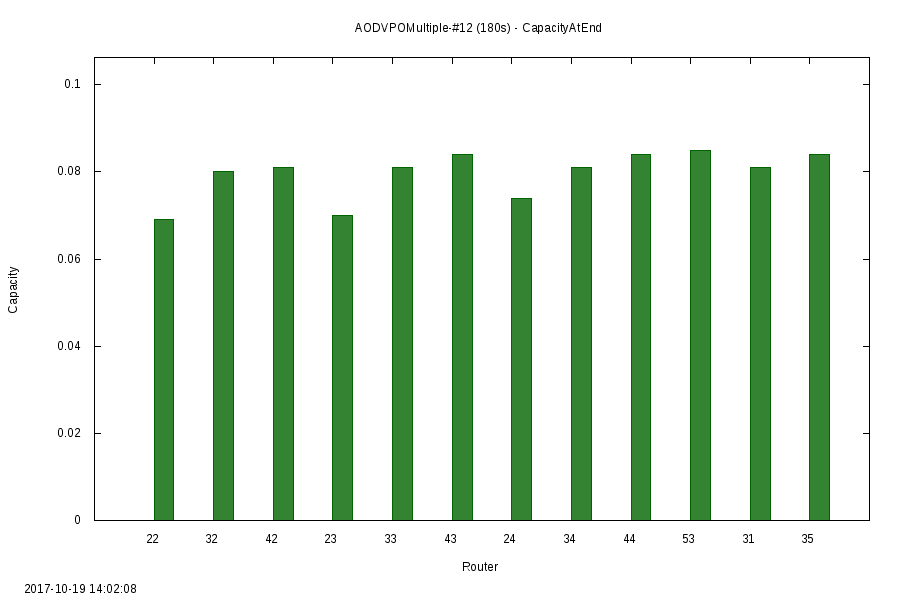 AODVPOMultiple-#12 (180s) - CapacityAtEnd
0.1
0.08
0.06
0.04
0.02
0
Capacity
22 32 42 23 33 43 24 34 44 53 31 35
Router
2017-10-19 14:02:08